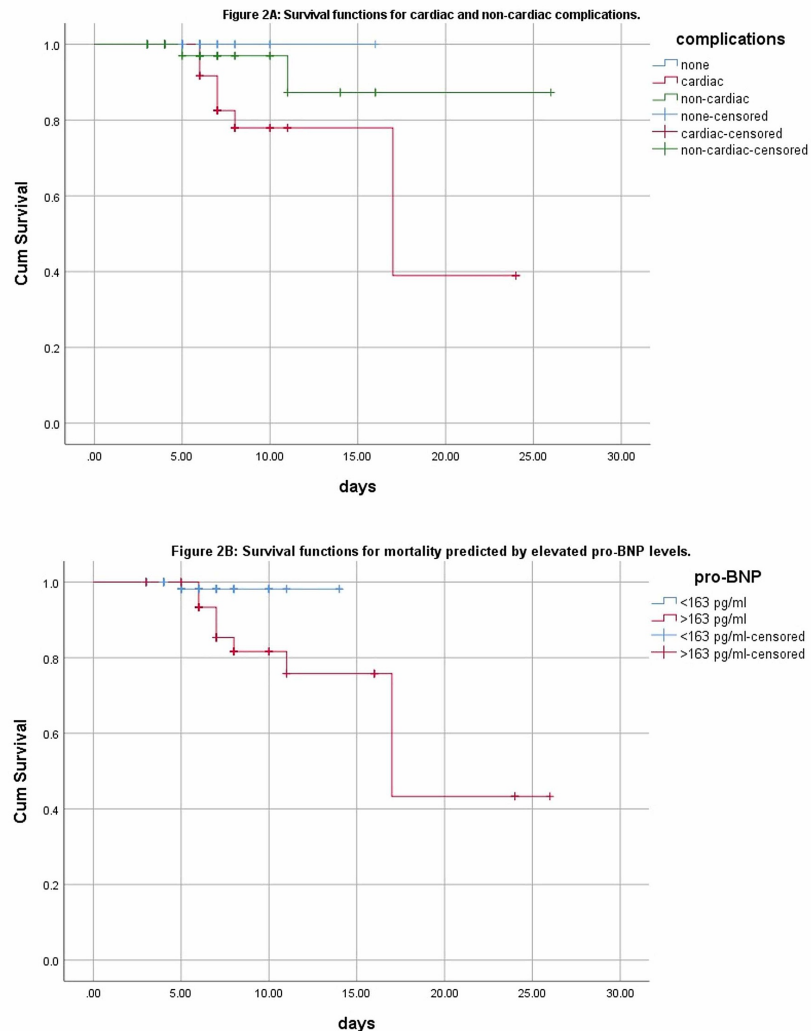 Figure 2A: Survival functions for cardiac and non-cardiac complications.
complications
none
cardiac
non-cardiac
none-censored
cardiac-censored
non-cardiac-censored
Cum Survival
1.0
0.8
0.6
0.4
0.2
0.0
.00 5.00 10.00 15.00 20.00 25.00 30.00
days
Figure 2B: Survival functions for mortality predicted by elevated pro-BNP levels.
pro-BNP
<163 pg/ml
>163 pg/ml
<163 pg/ml-censored
>163 pg/ml-censored
Cum Survival
1.0
0.8
0.6
0.4
0.2
0.0
.00 5.00 10.00 15.00 20.00 25.00 30.00
days